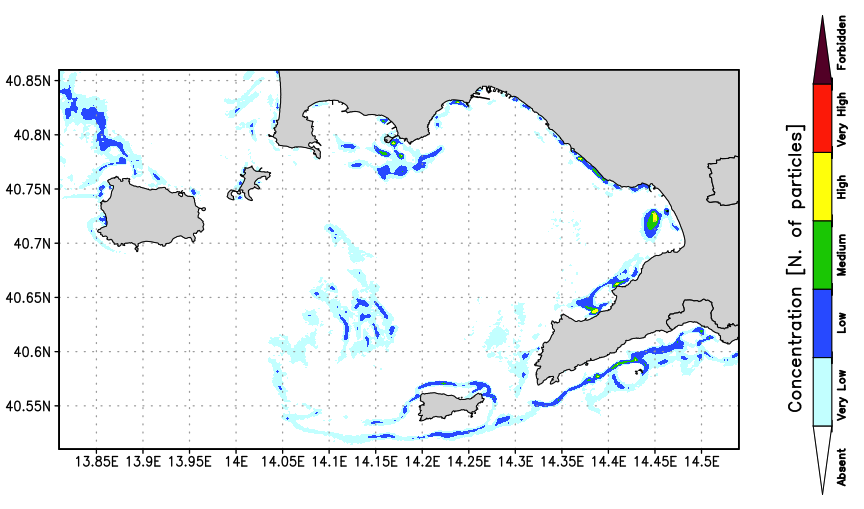 40.85N
40.8N
40.75N
40.7N
40.65N
40.6N
40.55N
13.85E 13.9E 13.95E 14E 14.05E 14.1E 14.15E 14.2E 14.25E 14.3E 14.35E 14.4E 14.45E 14.5E
Concentration [N. of particles]
Forbidden
Very High
High
Medium
Low
Very Low
Absent